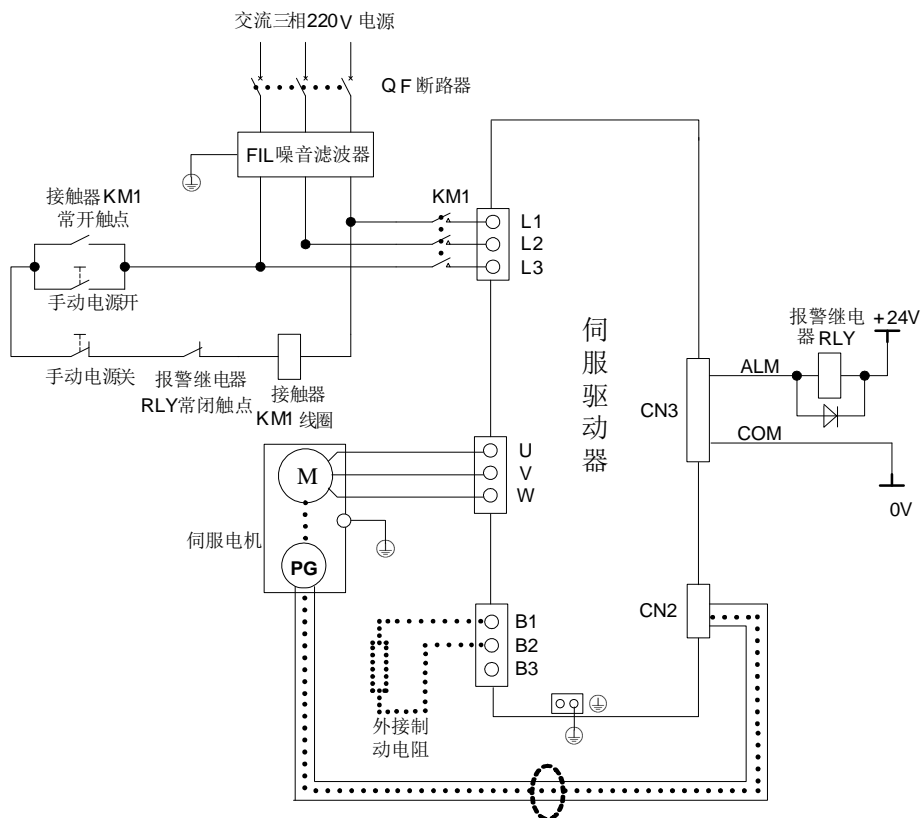 交流三相220V 电源
QF断路器
FIL噪音滤波器
接触器KM1
常开触点
KM1
L1
L2
L3
手动电源开
手动电源关
报警继电器
RLY常闭触点
接触器
KM1 线圈
伺服驱动器
报警继电
器RLY
+24V
ALM
CN3
COM
0V
U
V
W
M
伺服电机
PG
CN2
B1
B2
B3
外接制
动电阻